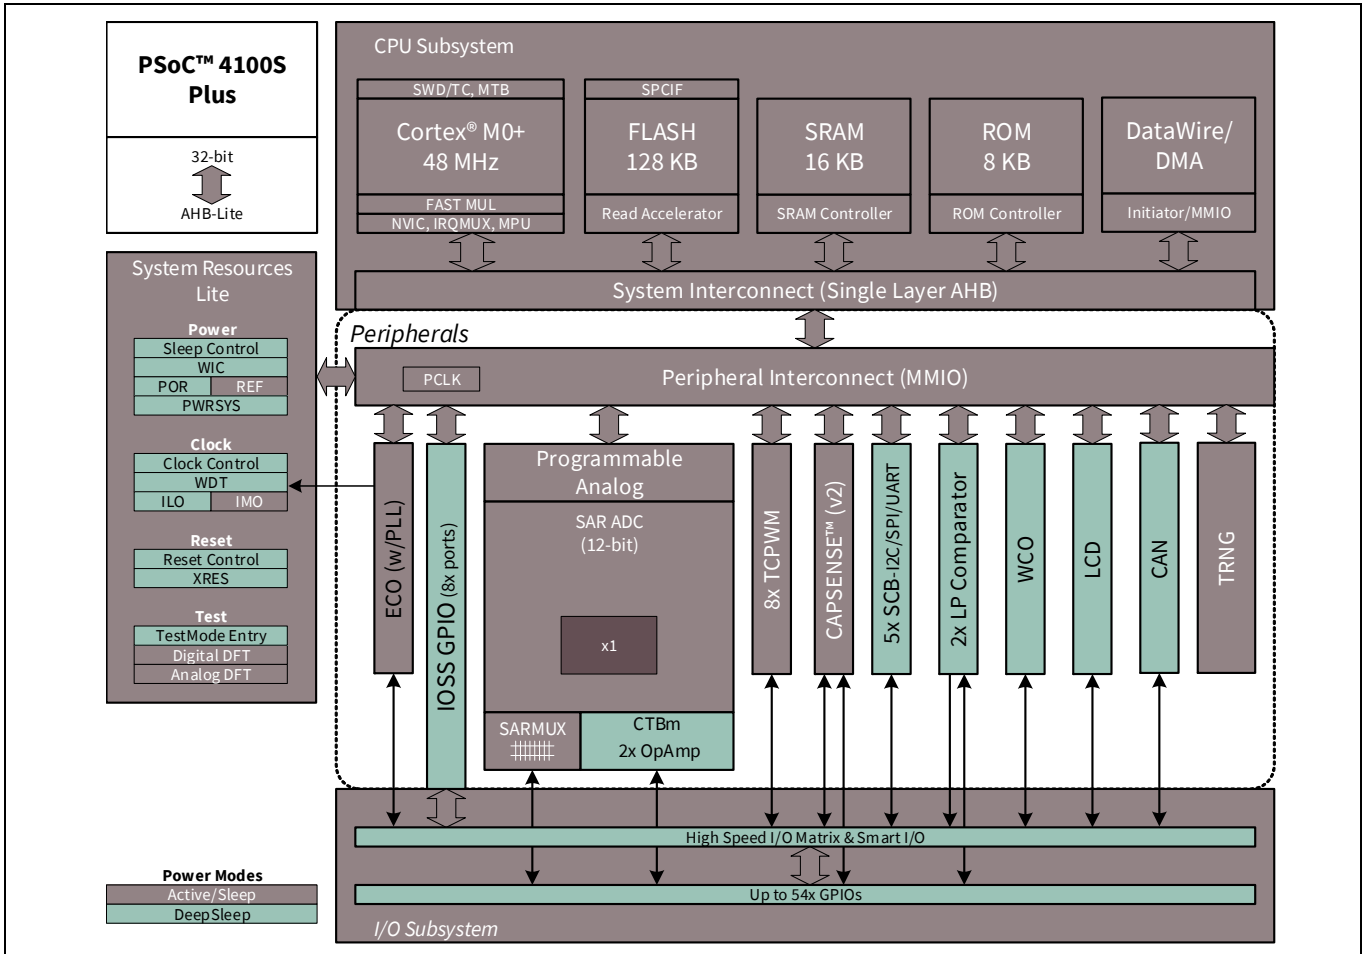 PSoC™ 4100S
Plus
32-bit
AHB-Lite
CPU Subsystem
SWD/TC, MTB
Cortex® M0+
48 MHz
FAST MUL
NVIC, IRQMUX, MPU
SPCIF
FLASH
128 KB
Read Accelerator
SRAM
16 KB
SRAM Controller
ROM
8 KB
ROM Controller
DataWire/
DMA
Initiator/MMIO
System Interconnect (Single Layer AHB)
System Resources
Lite
Power
Sleep Control
WIC
POR
REF
PWRSYS
Clock
Clock Control
WDT
ILO
IMO
Reset
Reset Control
XRES
Test
TestMode Entry
Digital DFT
Analog DFT
Peripherals
PCLK
Peripheral Interconnect (MMIO)
ECO (w/PLL)
IOSS GPIO (8x ports)
Programmable
Analog
SAR ADC
(12-bit)
x1
SARMUX
CTBm
2x OpAmp
8x TCPWM
CAPSENSE™ (v2)
5x SCB-I2C/SPI/UART
2x LP Comparator
WCO
LCD
CAN
TRNG
High Speed I/O Matrix & Smart I/O
Up to 54x GPIOs
I/O Subsystem
Power Modes
Active/Sleep
DeepSleep